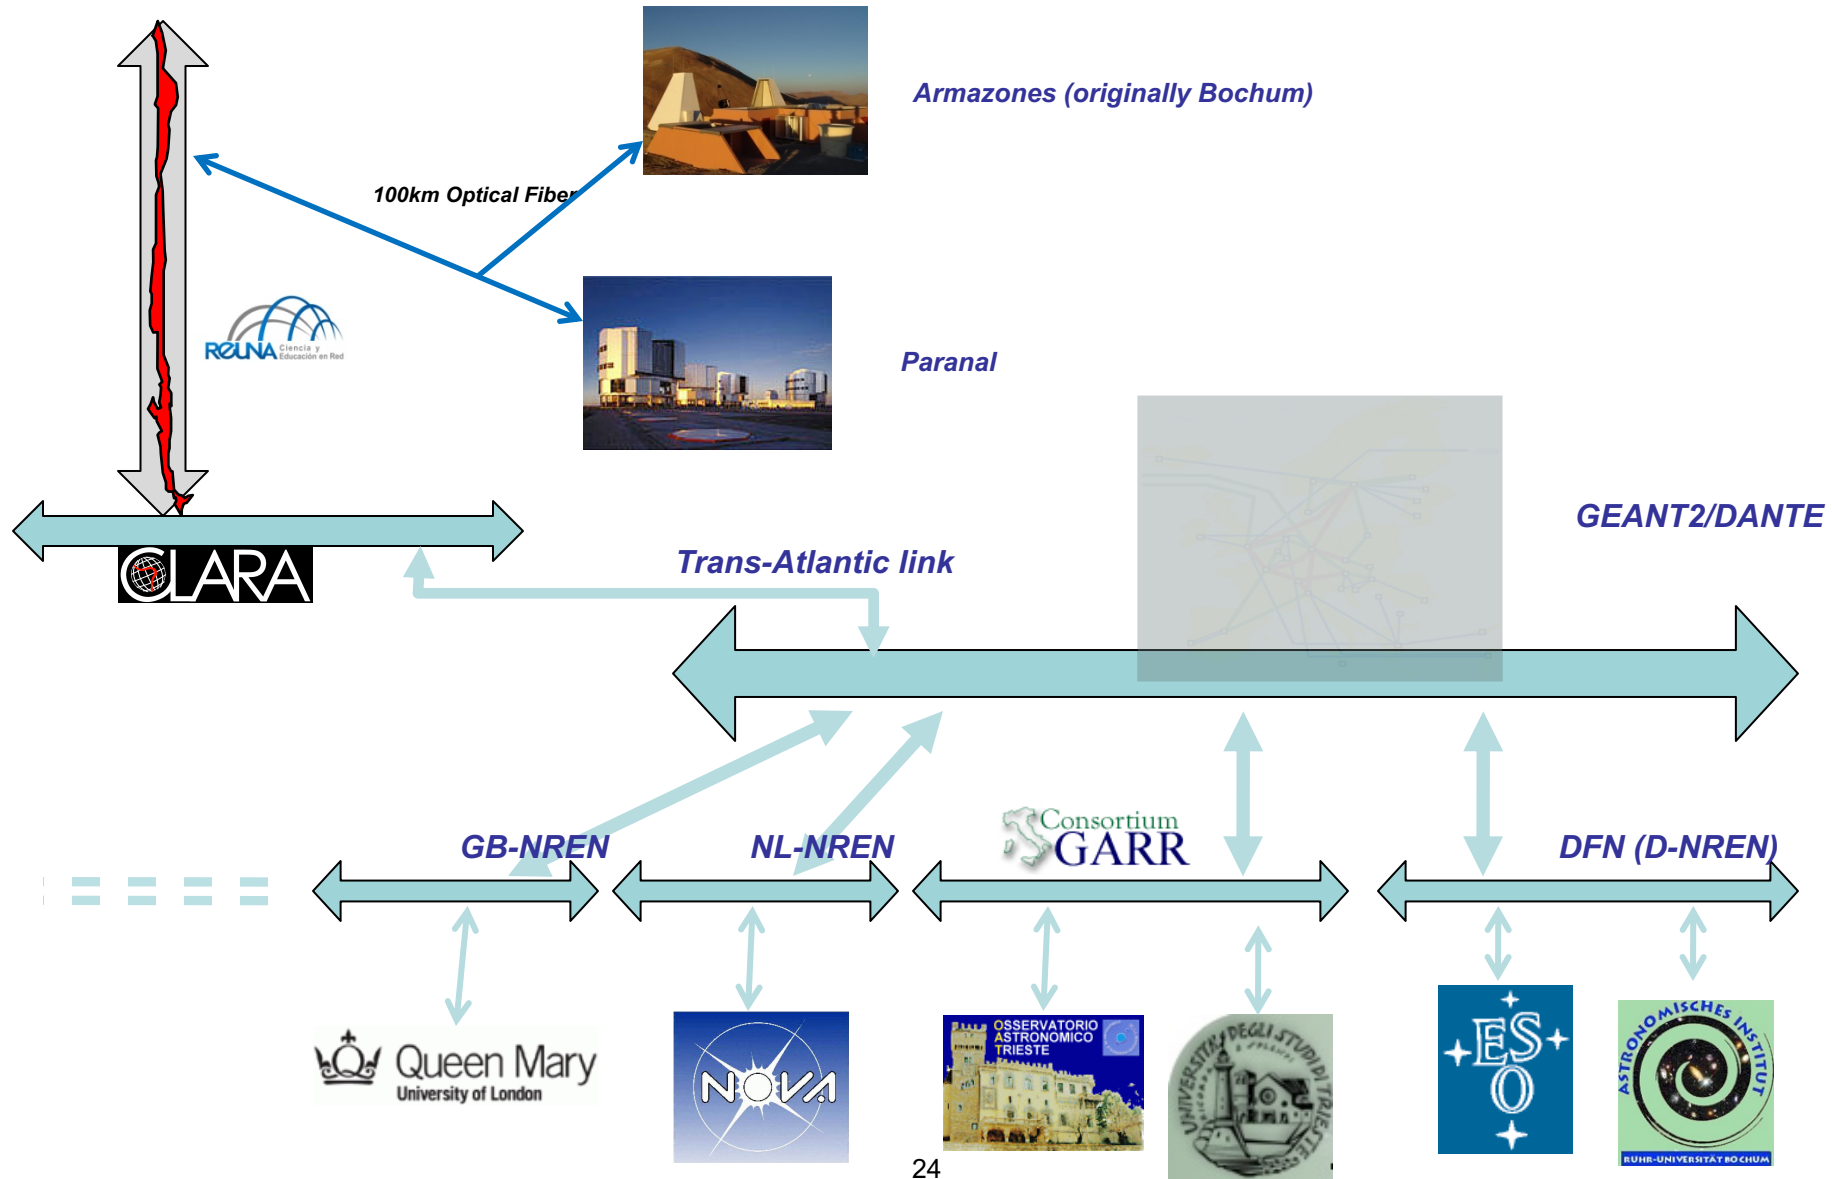 Armazones (originally Bochum)
100km Optical Fiber
REUNA Ciencia y
Educación en Red
Paranal
GEANT2/DANTE
Trans-Atlantic link
CLARA
Consortium
GARR
GB-NREN
NL-NREN
DFN (D-NREN)
OSSERVATORIO
ASTRONOMICO
TRIESTE
Queen Mary
University of London
NOVA
UNIVERSITÀ DEGLI STUDI DI TRIESTE
ESO
ASTRONOMISCHES INSTITUT
RUHR-UNIVERSITÄT BOCHUM
24